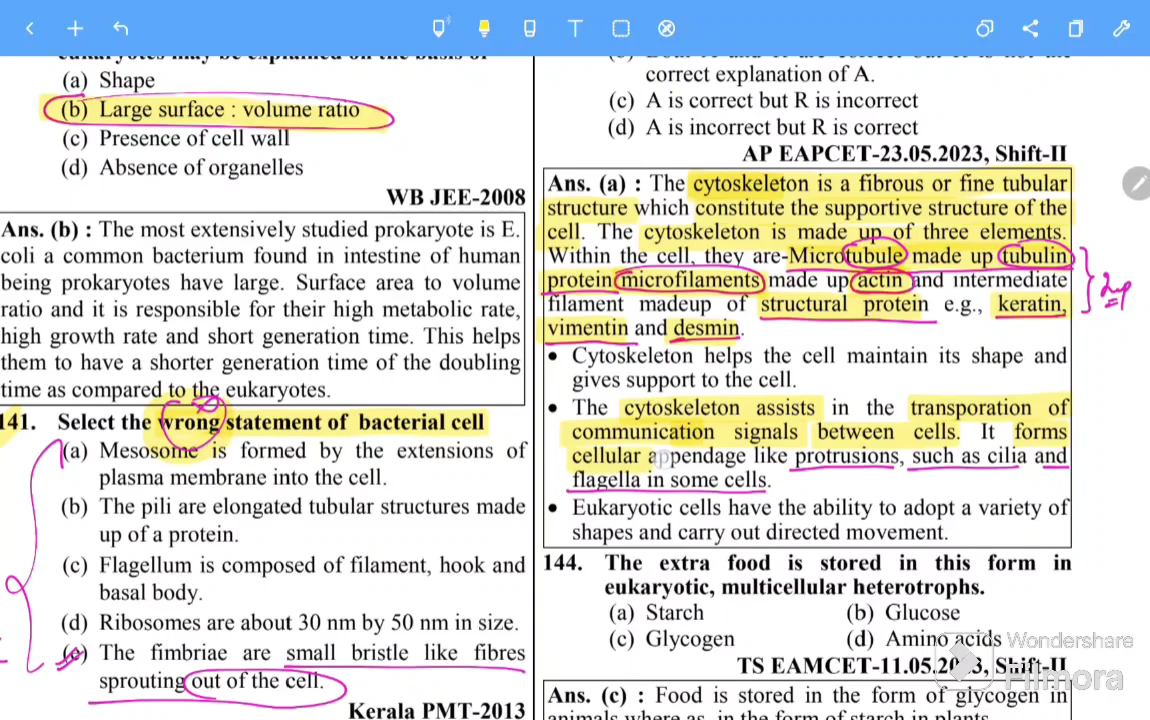 (a) Shape
(b) Large surface : volume ratio
(c) Presence of cell wall
(d) Absence of organelles
WB JEE-2008
Ans. (b) : The most extensively studied prokaryote is E.
coli a common bacterium found in intestine of human
being prokaryotes have large. Surface area to volume
ratio and it is responsible for their high metabolic rate,
high growth rate and short generation time. This helps
them to have a shorter generation time of the doubling
time as compared to the eukaryotes.
141. Select the wrong statement of bacterial cell
(a) Mesosome is formed by the extensions of
plasma membrane into the cell.
(b) The pili are elongated tubular structures made
up of a protein.
(c) Flagellum is composed of filament, hook and
basal body.
(d) Ribosomes are about 30 nm by 50 nm in size.
(e) The fimbriae are small bristle like fibres
sprouting out of the cell.
Kerala PMT-2013
correct explanation of A.
(c) A is correct but R is incorrect
(d) A is incorrect but R is correct
AP EAPCET-23.05.2023, Shift-II
Ans. (a) : The cytoskeleton is a fibrous or fine tubular
structure which constitute the supportive structure of the
cell. The cytoskeleton is made up of three elements.
Within the cell, they are-Microtubule made up tubulin
protein microfilaments made up actin and intermediate
filament madeup of structural protein e.g., keratin,
vimentin and desmin.
• Cytoskeleton helps the cell maintain its shape and
gives support to the cell.
• The cytoskeleton assists in the transporation of
communication signals between cells. It forms
cellular appendage like protrusions, such as cilia and
flagella in some cells.
• Eukaryotic cells have the ability to adopt a variety of
shapes and carry out directed movement.
144. The extra food is stored in this form in
eukaryotic, multicellular heterotrophs.
(a) Starch (b) Glucose
(c) Glycogen (d) Amino acids
TS EAMCET-11.05.2023, Shift-II
Ans. (c) : Food is stored in the form of glycogen in
animals where as, in the form of starch in plants
Wondershare
Filmora